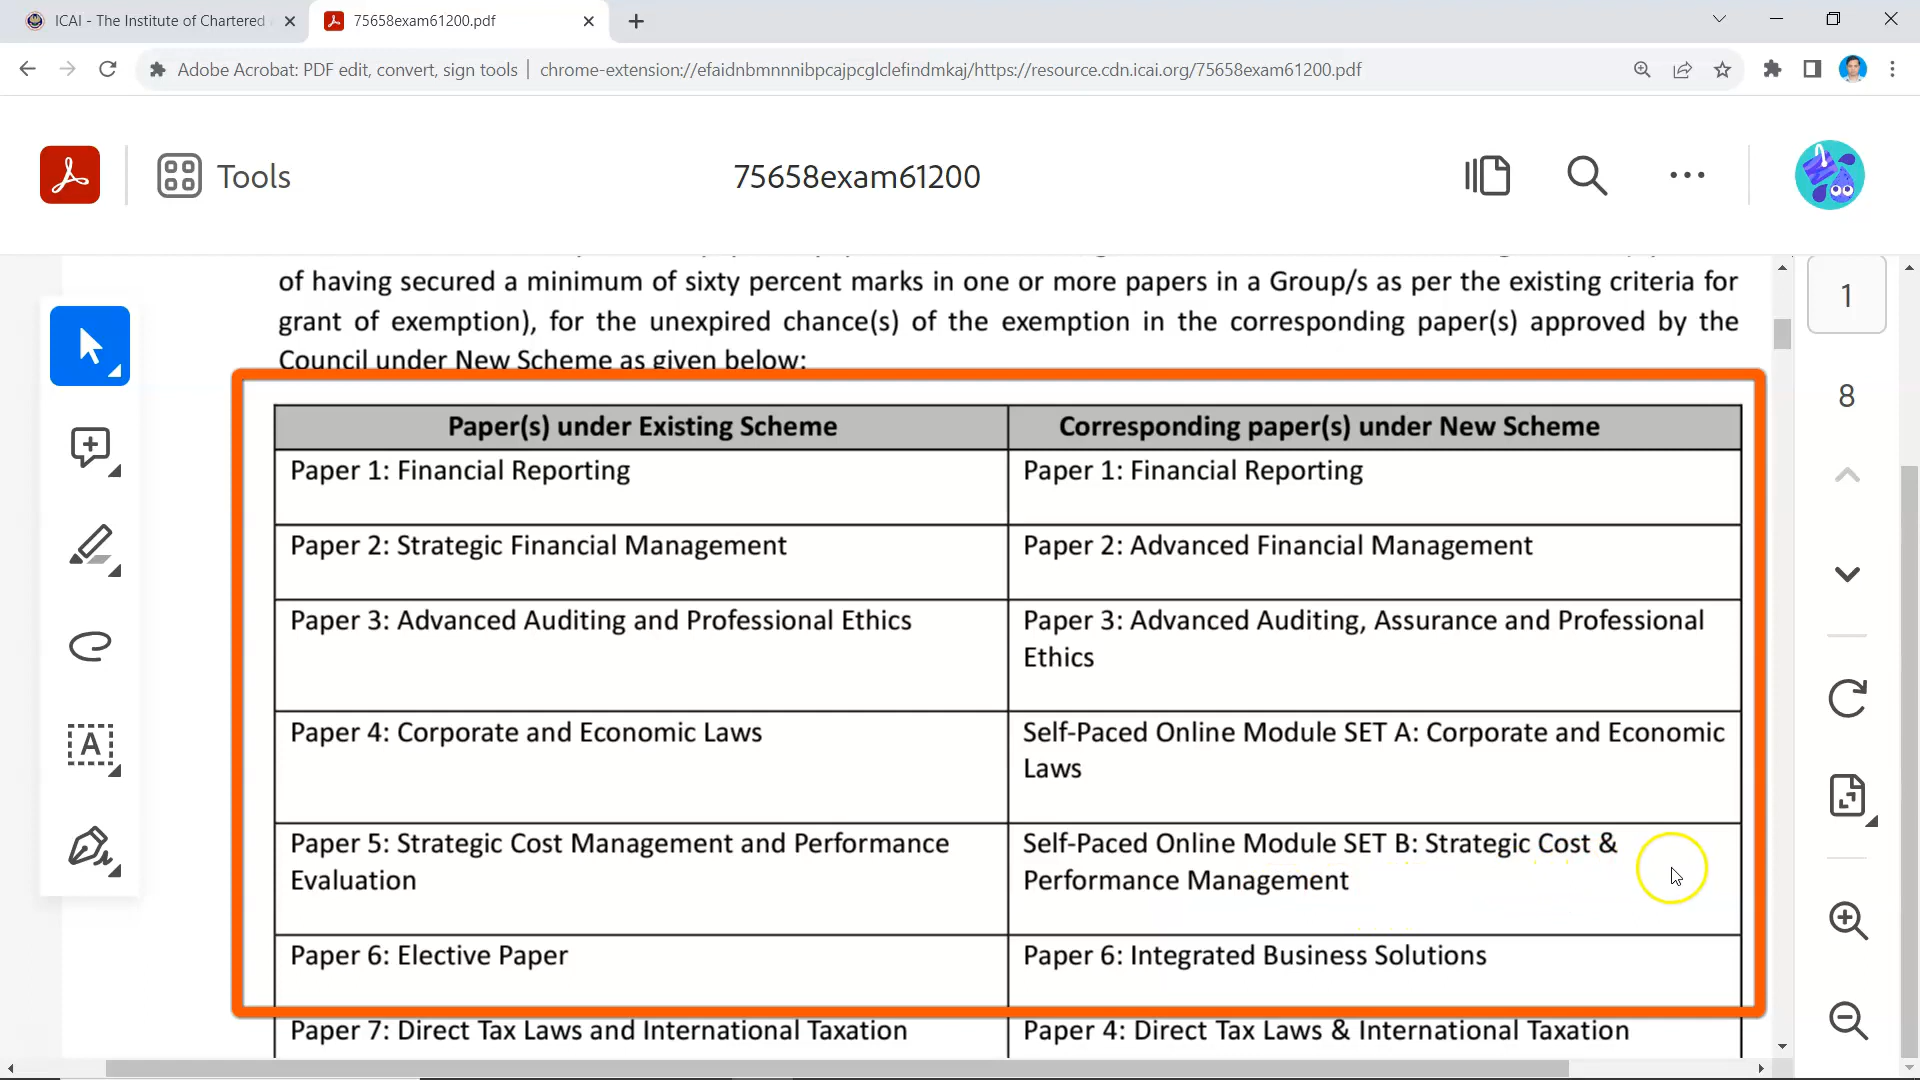 ICAI - The Institute of Chartered
75658exam61200.pdf
Adobe Acrobat: PDF edit, convert, sign tools
chrome-extension://efaidnbmnnnibpcajpcglclefindmkaj/https://resource.cdn.icai.org/75658exam61200.pdf
Tools
75658exam61200
of having secured a minimum of sixty percent marks in one or more papers in a Group/s as per the existing criteria for
grant of exemption), for the unexpired chance(s) of the exemption in the corresponding paper(s) approved by the
Council under New Scheme as given below:
Paper(s) under Existing Scheme
Corresponding paper(s) under New Scheme
Paper 1: Financial Reporting
Paper 1: Financial Reporting
Paper 2: Strategic Financial Management
Paper 2: Advanced Financial Management
Paper 3: Advanced Auditing and Professional Ethics
Paper 3: Advanced Auditing, Assurance and Professional
Ethics
Paper 4: Corporate and Economic Laws
Self-Paced Online Module SET A: Corporate and Economic
Laws
Paper 5: Strategic Cost Management and Performance
Evaluation
Self-Paced Online Module SET B: Strategic Cost &
Performance Management
Paper 6: Elective Paper
Paper 6: Integrated Business Solutions
Paper 7: Direct Tax Laws and International Taxation
Paper 4: Direct Tax Laws & International Taxation
1
8
A